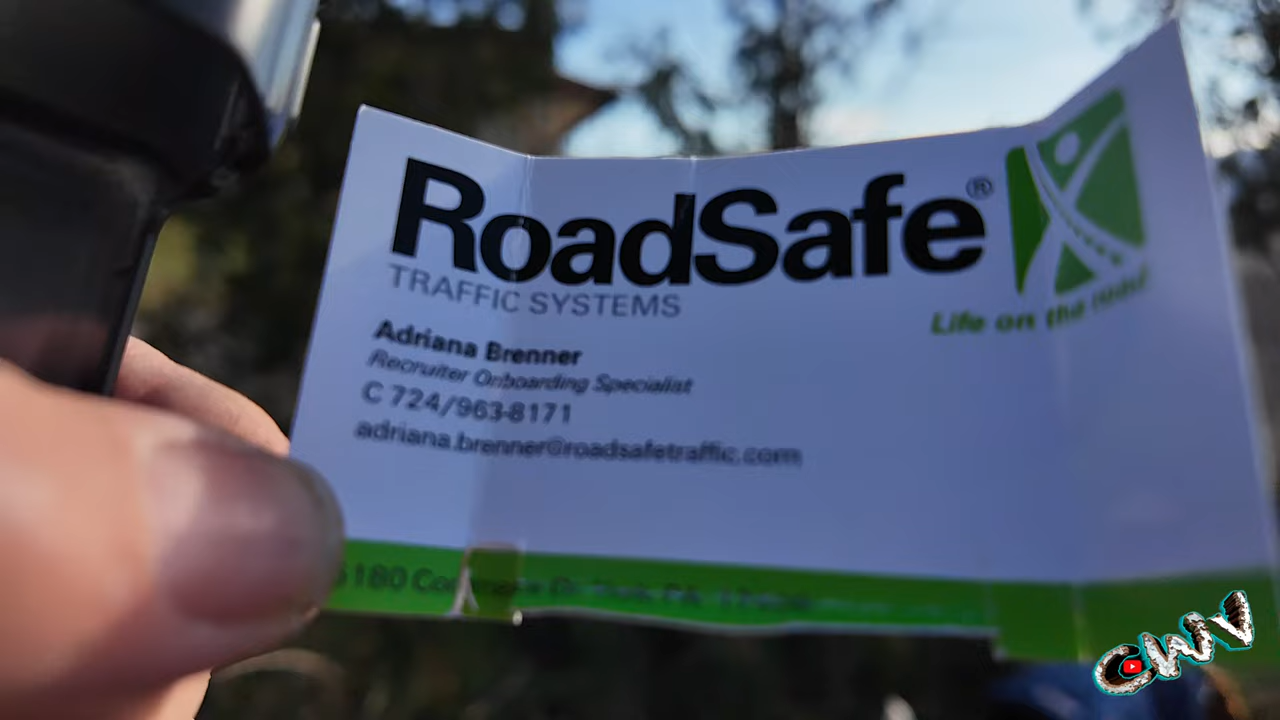 RoadSafe®
TRAFFIC SYSTEMS
Life on the
Adriana Brenner
Recruiter Onboarding Specialist
C 724/963-8171
adriana.brenner@roadsafetraffic.com
5180
CWV